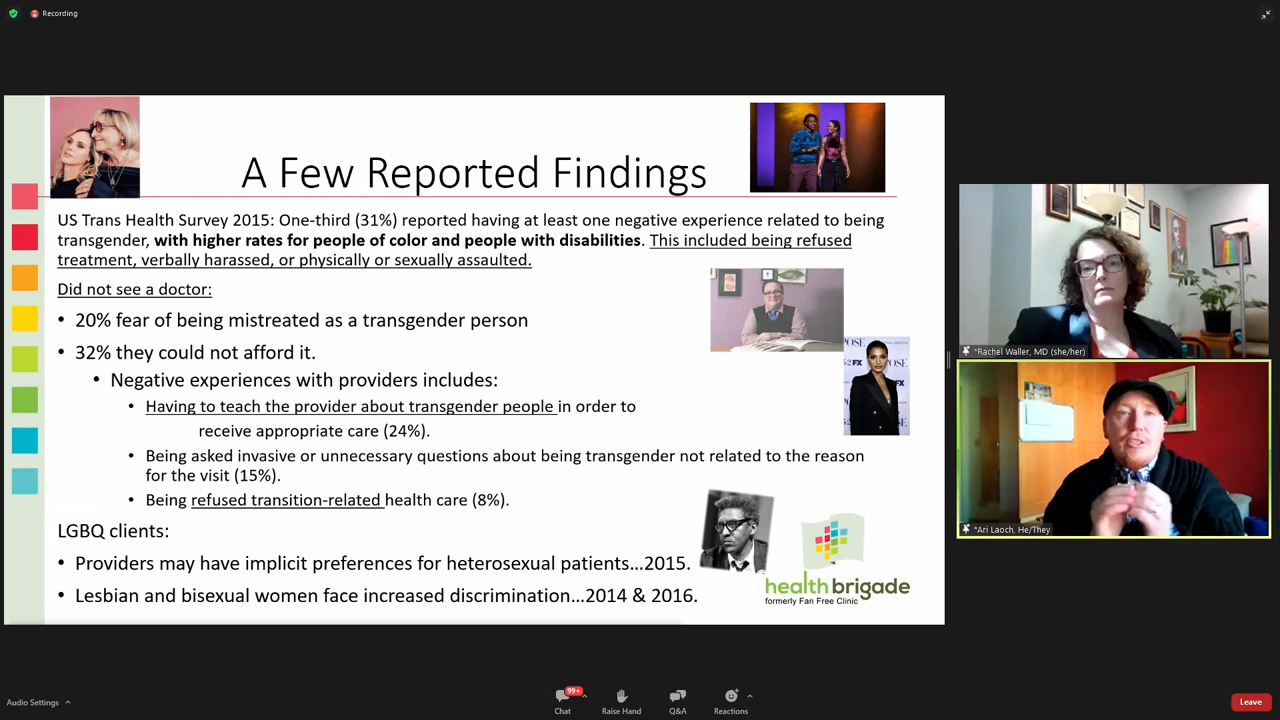 Recording
A Few Reported Findings
US Trans Health Survey 2015: One-third (31%) reported having at least one negative experience related to being
transgender, with higher rates for people of color and people with disabilities. This included being refused
treatment, verbally harassed, or physically or sexually assaulted.
Did not see a doctor:
• 20% fear of being mistreated as a transgender person
• 32% they could not afford it.
• Negative experiences with providers includes:
• Having to teach the provider about transgender people in order to
receive appropriate care (24%).
• Being asked invasive or unnecessary questions about being transgender not related to the reason
for the visit (15%).
• Being refused transition-related health care (8%).
LGBQ clients:
• Providers may have implicit preferences for heterosexual patients...2015.
• Lesbian and bisexual women face increased discrimination...2014 & 2016.
POSE
FX
FX
healthbrigade
formerly Fan Free Clinic
*Rachel Waller, MD (she/her)
*Ari Laoch, He/They
Audio Settings
99+
Chat
Raise Hand
Q&A
Reactions
Leave